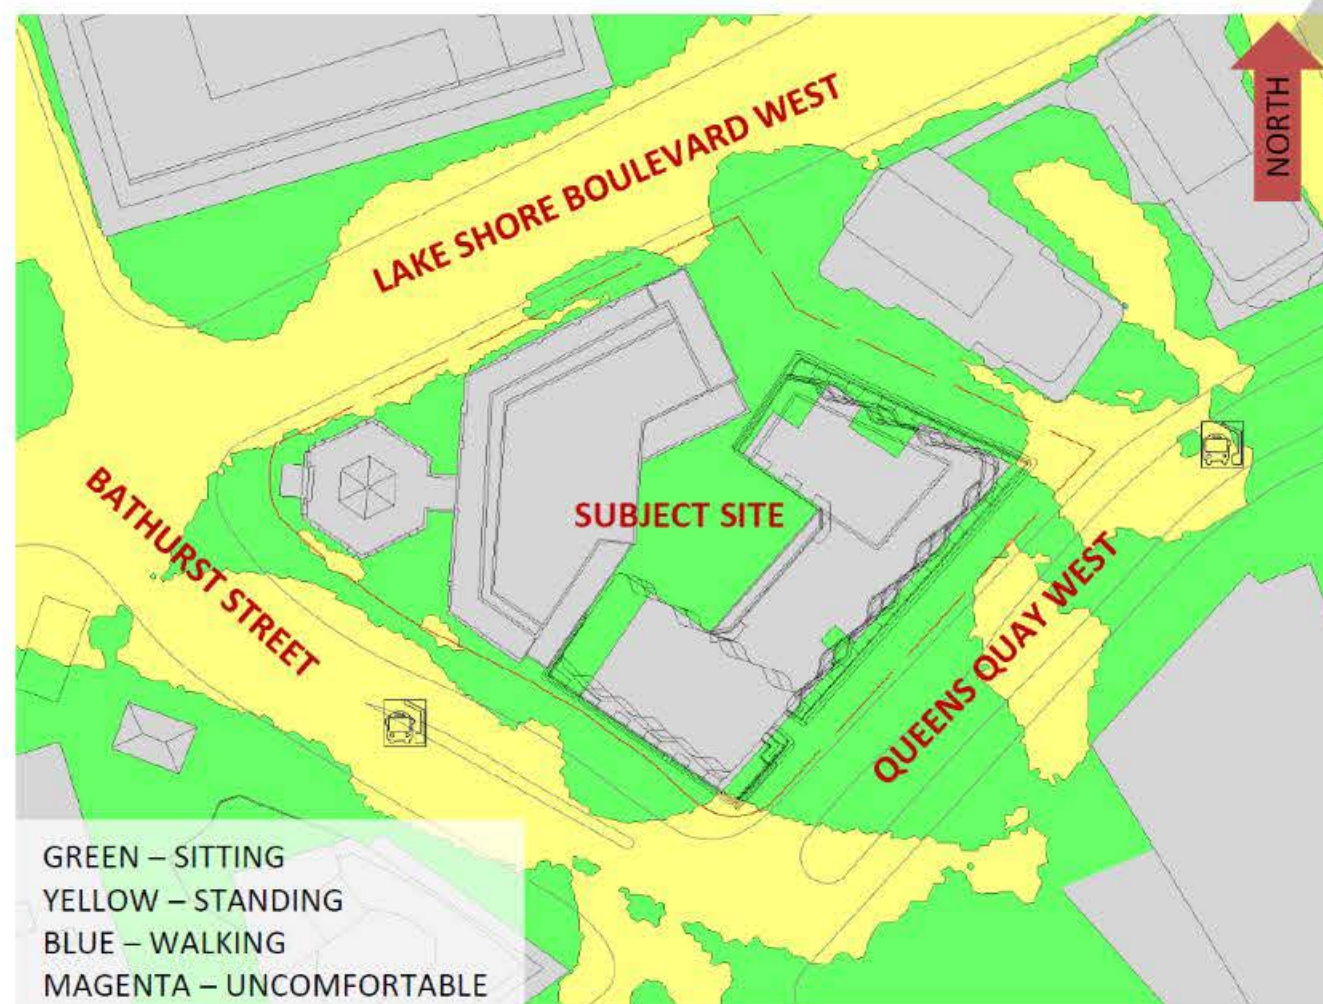 NORTH
LAKE SHORE BOULEVARD WEST
SUBJECT SITE
BATHURST STREET
QUEENS QUAY WEST
GREEN – SITTING
YELLOW – STANDING
BLUE – WALKING
MAGENTA – UNCOMFORTABLE